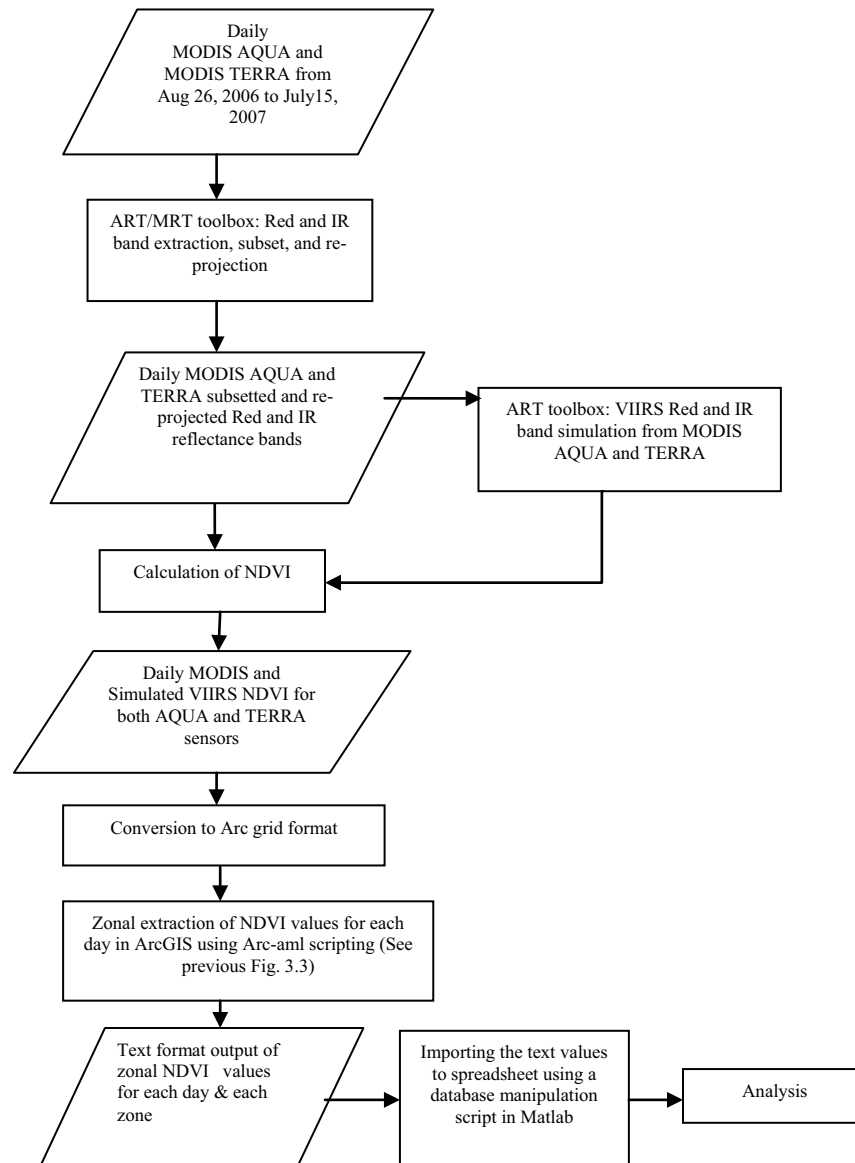 Daily
MODIS AQUA and
MODIS TERRA from
Aug 26, 2006 to July15,
2007
ART/MRT toolbox: Red and IR
band extraction, subset, and re-
projection
Daily MODIS AQUA and
TERRA subsetted and re-
projected Red and IR
reflectance bands
ART toolbox: VIIRS Red and IR
band simulation from MODIS
AQUA and TERRA
Calculation of NDVI
Daily MODIS and
Simulated VIIRS NDVI for
both AQUA and TERRA
sensors
Conversion to Arc grid format
Zonal extraction of NDVI values for each
day in ArcGIS using Arc-aml scripting (See
previous Fig. 3.3)
Text format output of
zonal NDVI values
for each day & each
zone
Importing the text values
to spreadsheet using a
database manipulation
script in Matlab
Analysis